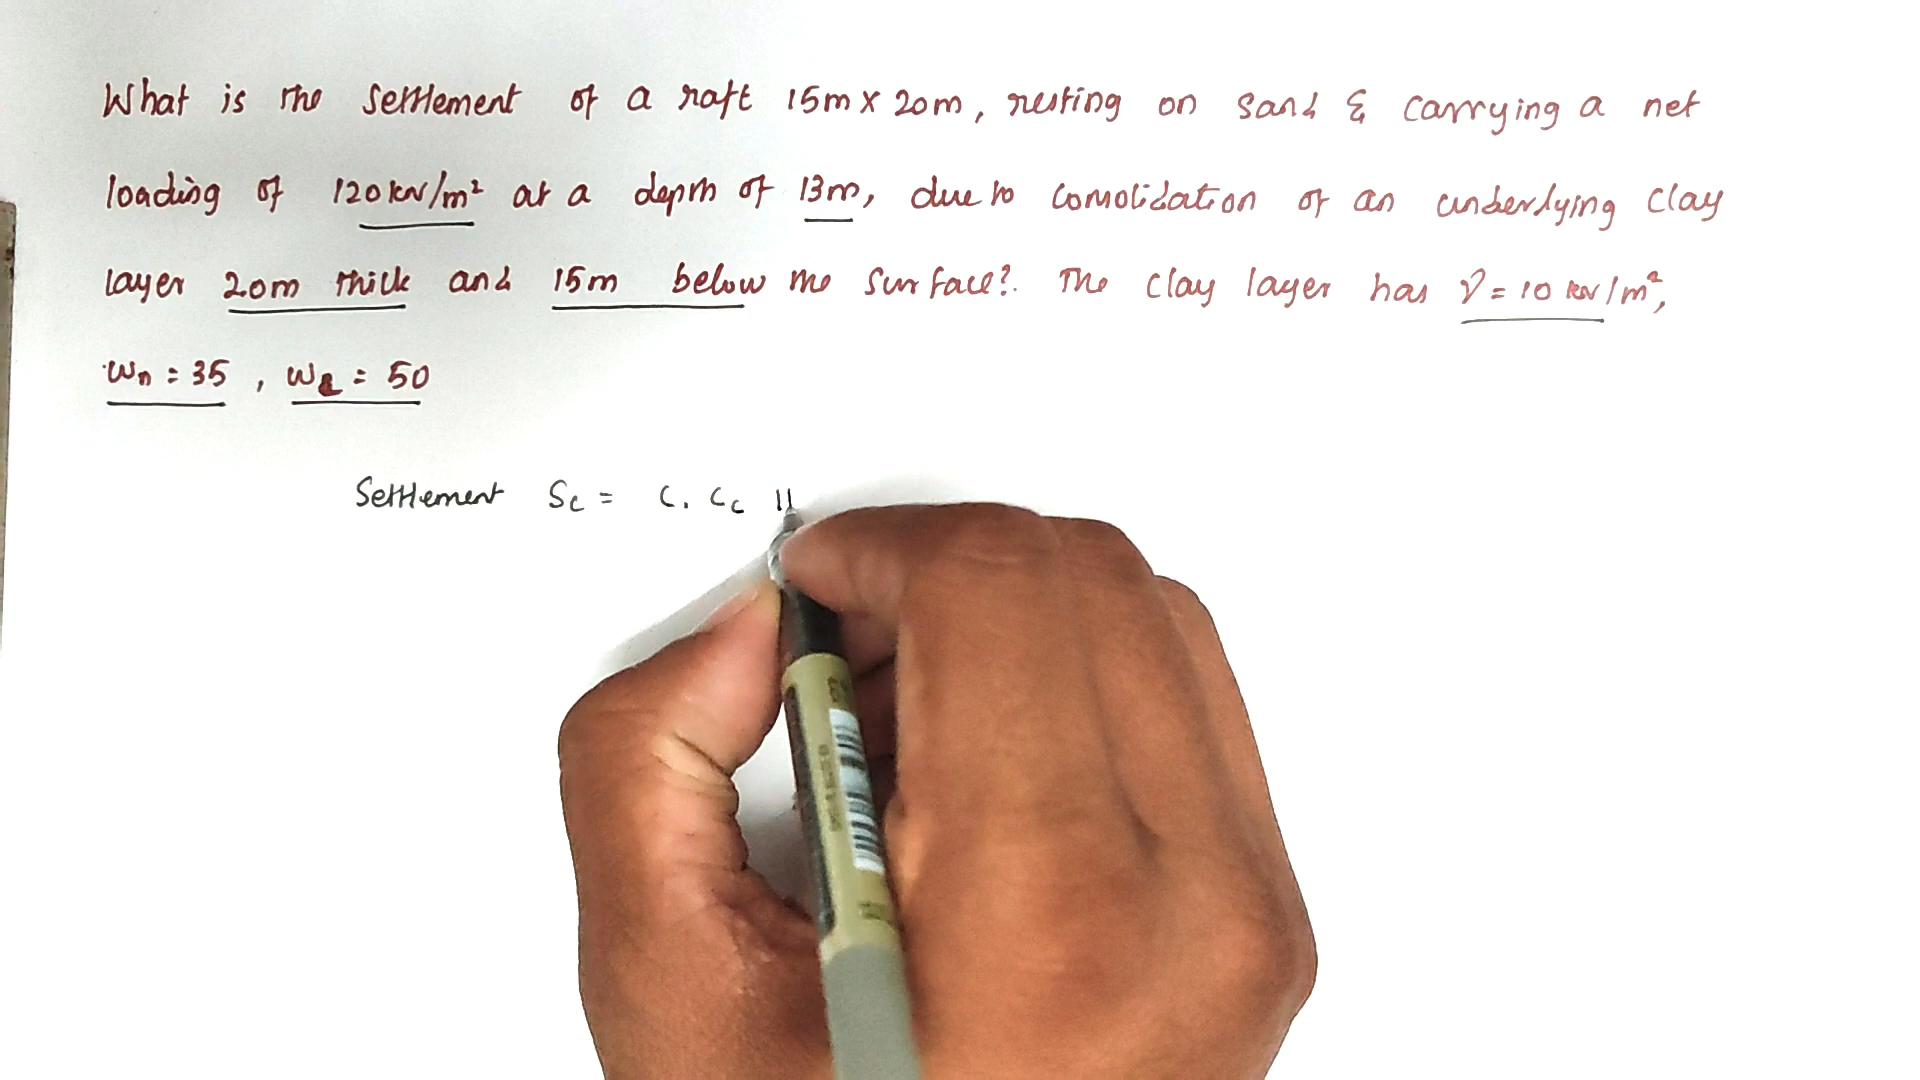 What is the settlement of a raft 15m x 20m, resting on sand & carrying a net
loading of 120 kN/m² at a depth of 13m, due to consolidation of an underlying clay
layer 20m thick and 15m below the surface?. The clay layer has γ = 10 kN/m²,
wn = 35 , wL = 50
Settlement Sc = C. Cc